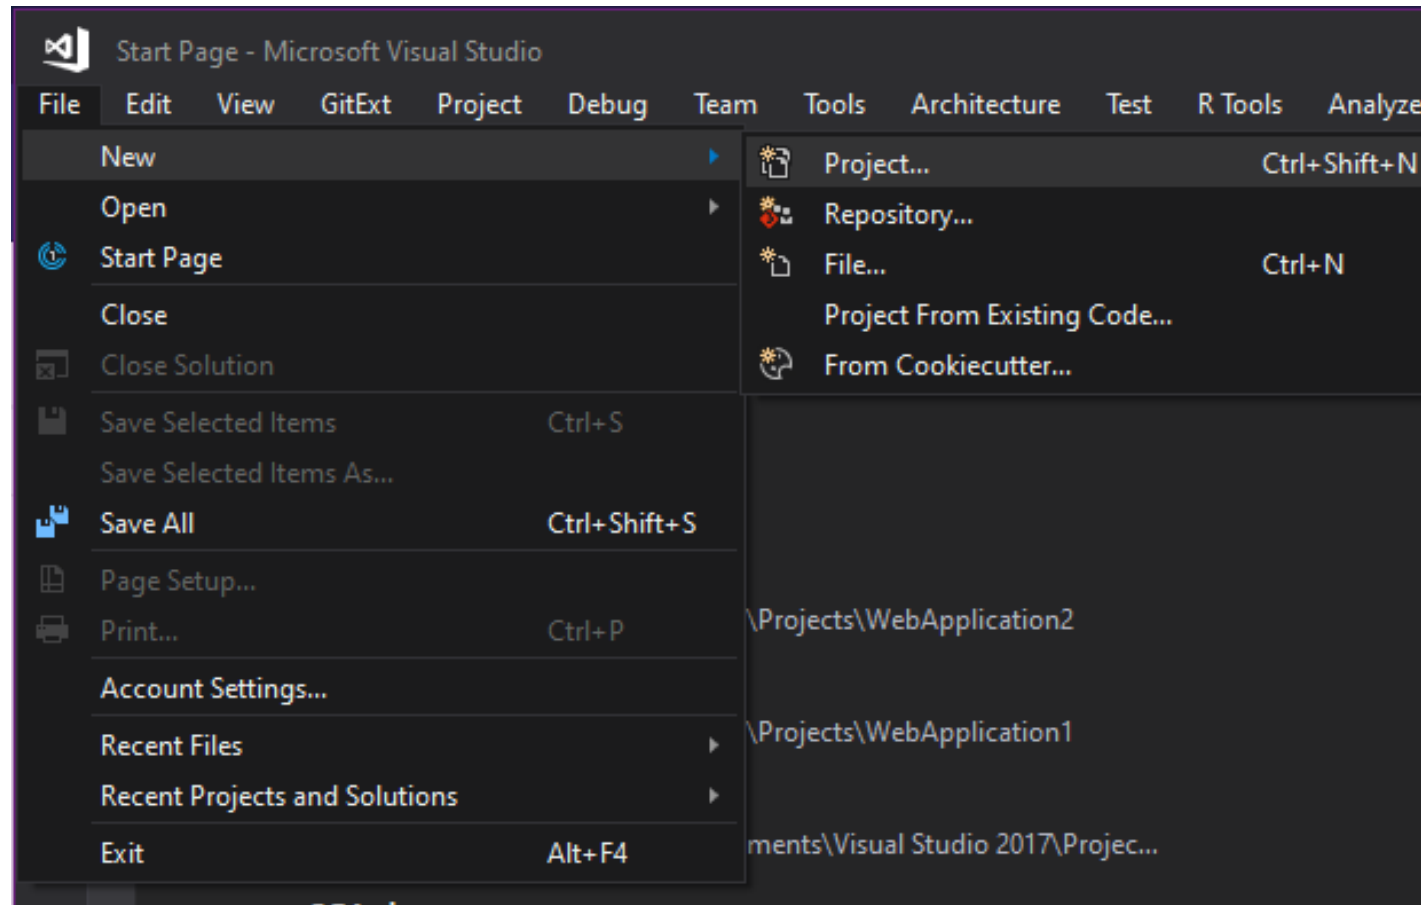 Start Page - Microsoft Visual Studio
File Edit View GitExt Project Debug Team Tools Architecture Test R Tools Analyze
New
Open
Start Page
Close
Close Solution
Save Selected Items Ctrl+S
Save Selected Items As...
Save All Ctrl+Shift+S
Page Setup...
Print... Ctrl+P
Account Settings...
Recent Files
Recent Projects and Solutions
Exit Alt+F4
Project... Ctrl+Shift+N
Repository...
File... Ctrl+N
Project From Existing Code...
From Cookiecutter...
\Projects\WebApplication2
\Projects\WebApplication1
ments\Visual Studio 2017\Projec...